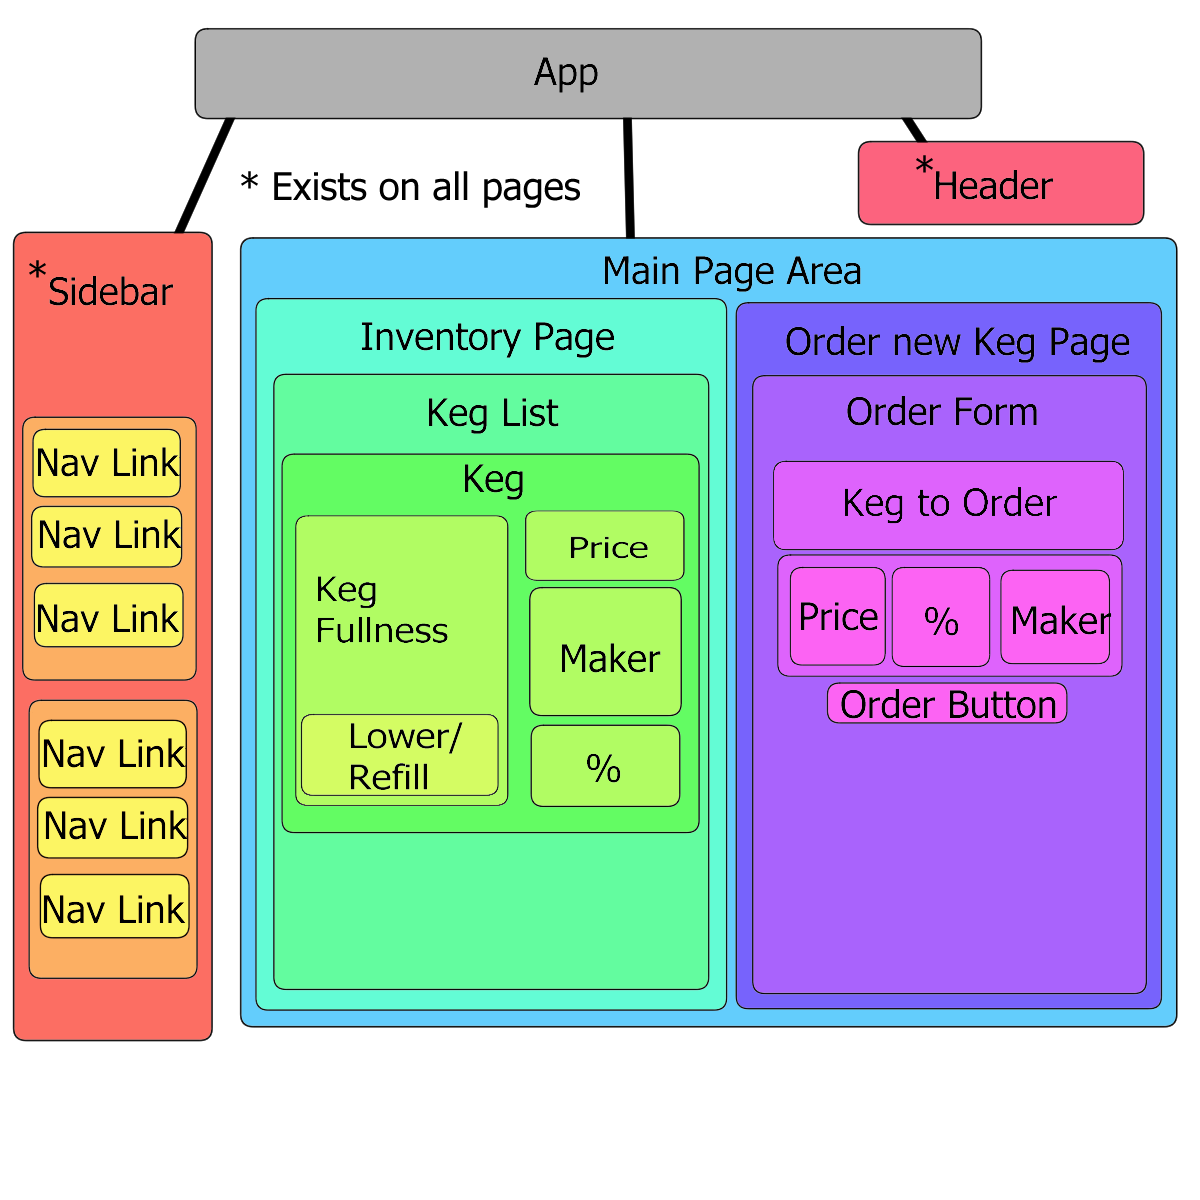 App
* Exists on all pages
*Header
*Sidebar
Nav Link
Nav Link
Nav Link
Nav Link
Nav Link
Nav Link
Main Page Area
Inventory Page
Keg List
Keg
Keg
Fullness
Lower/
Refill
Price
Maker
%
Order new Keg Page
Order Form
Keg to Order
Price
%
Maker
Order Button